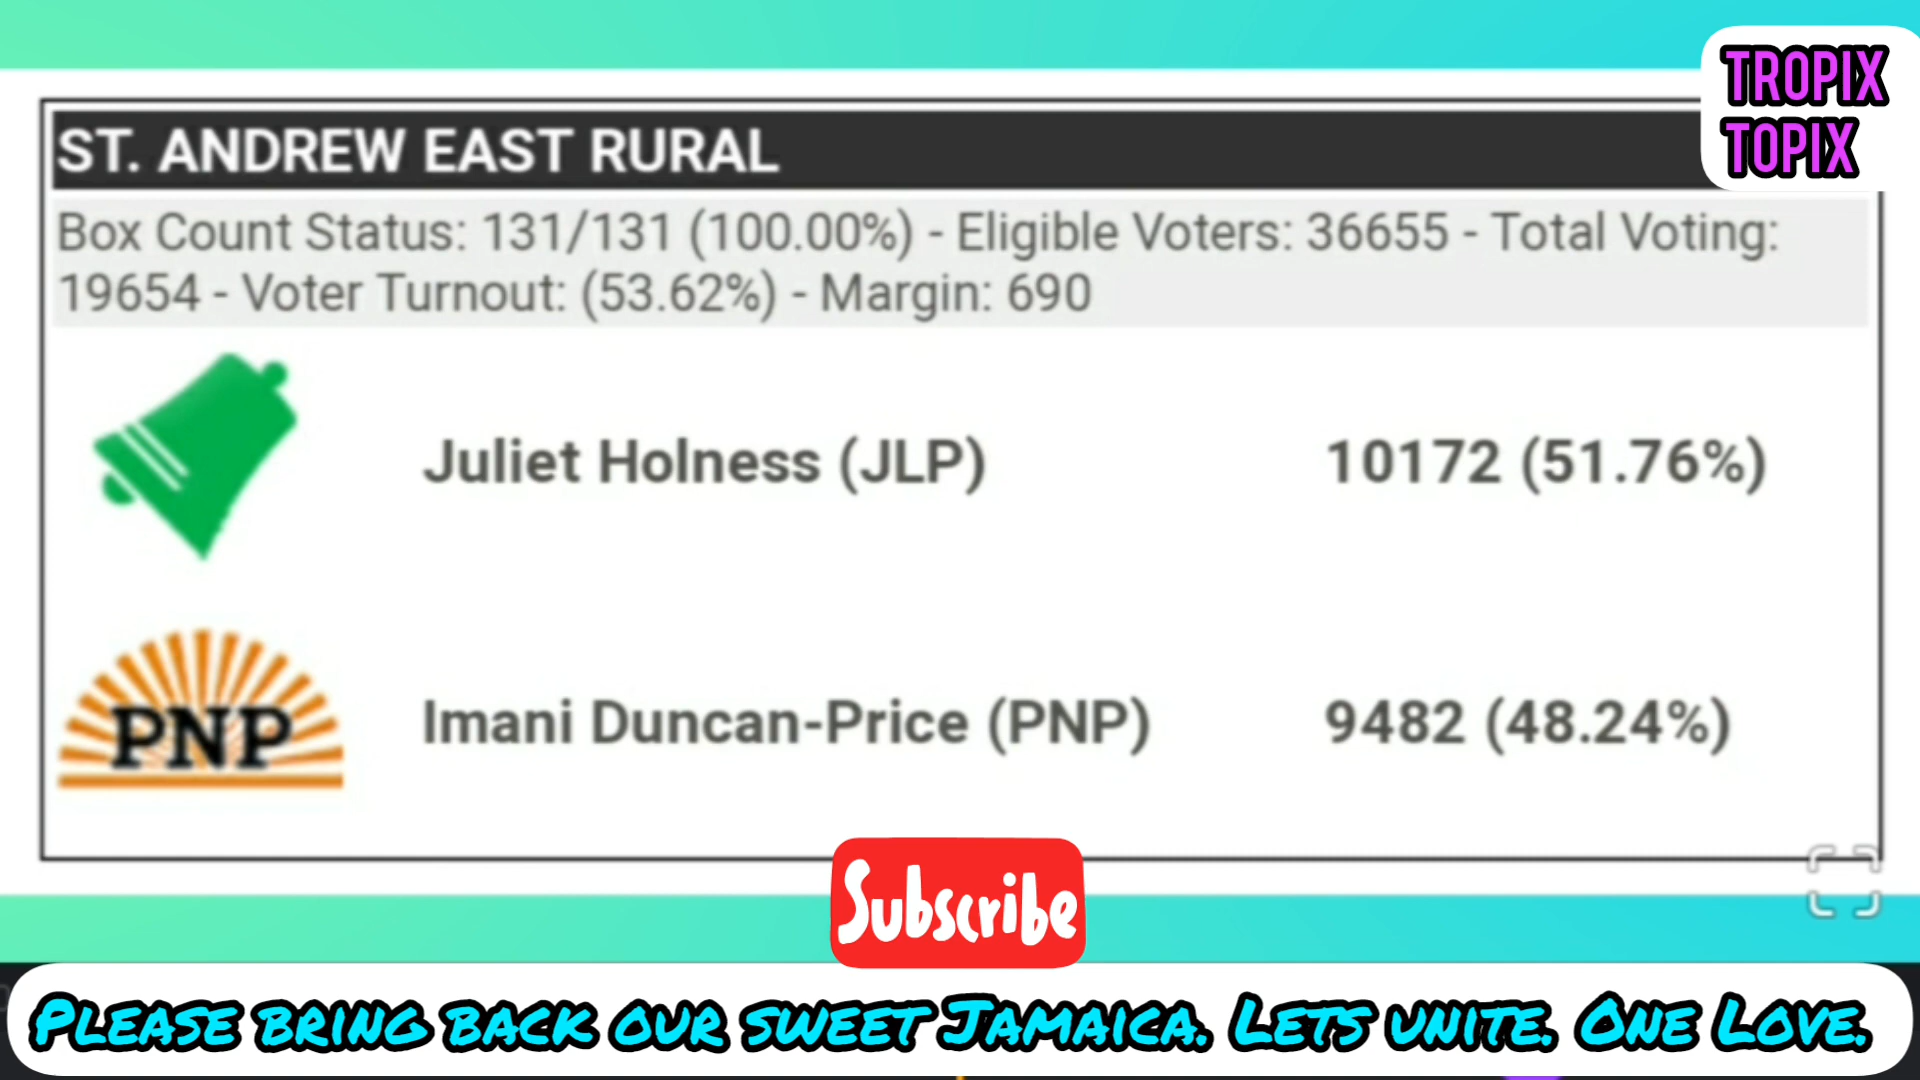 TROPIX
TOPIX
ST. ANDREW EAST RURAL
Box Count Status: 131/131 (100.00%) - Eligible Voters: 36655 - Total Voting:
19654 - Voter Turnout: (53.62%) - Margin: 690
Juliet Holness (JLP) 10172 (51.76%)
PNP
Imani Duncan-Price (PNP) 9482 (48.24%)
Subscribe
Please bring back our sweet Jamaica. Lets unite. One Love.